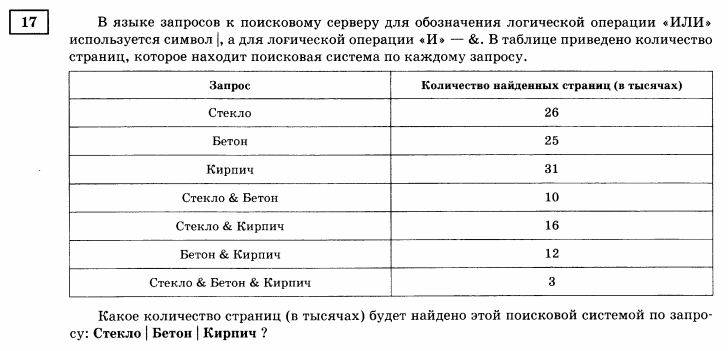 17
В языке запросов к поисковому серверу для обозначения логической операции «ИЛИ»
используется символ |, а для логической операции «И» — &. В таблице приведено количество
страниц, которое находит поисковая система по каждому запросу.
Запрос Количество найденных страниц (в тысячах)
Стекло 26
Бетон 25
Кирпич 31
Стекло & Бетон 10
Стекло & Кирпич 16
Бетон & Кирпич 12
Стекло & Бетон & Кирпич 3
Какое количество страниц (в тысячах) будет найдено этой поисковой системой по запро-
су: Стекло | Бетон | Кирпич ?